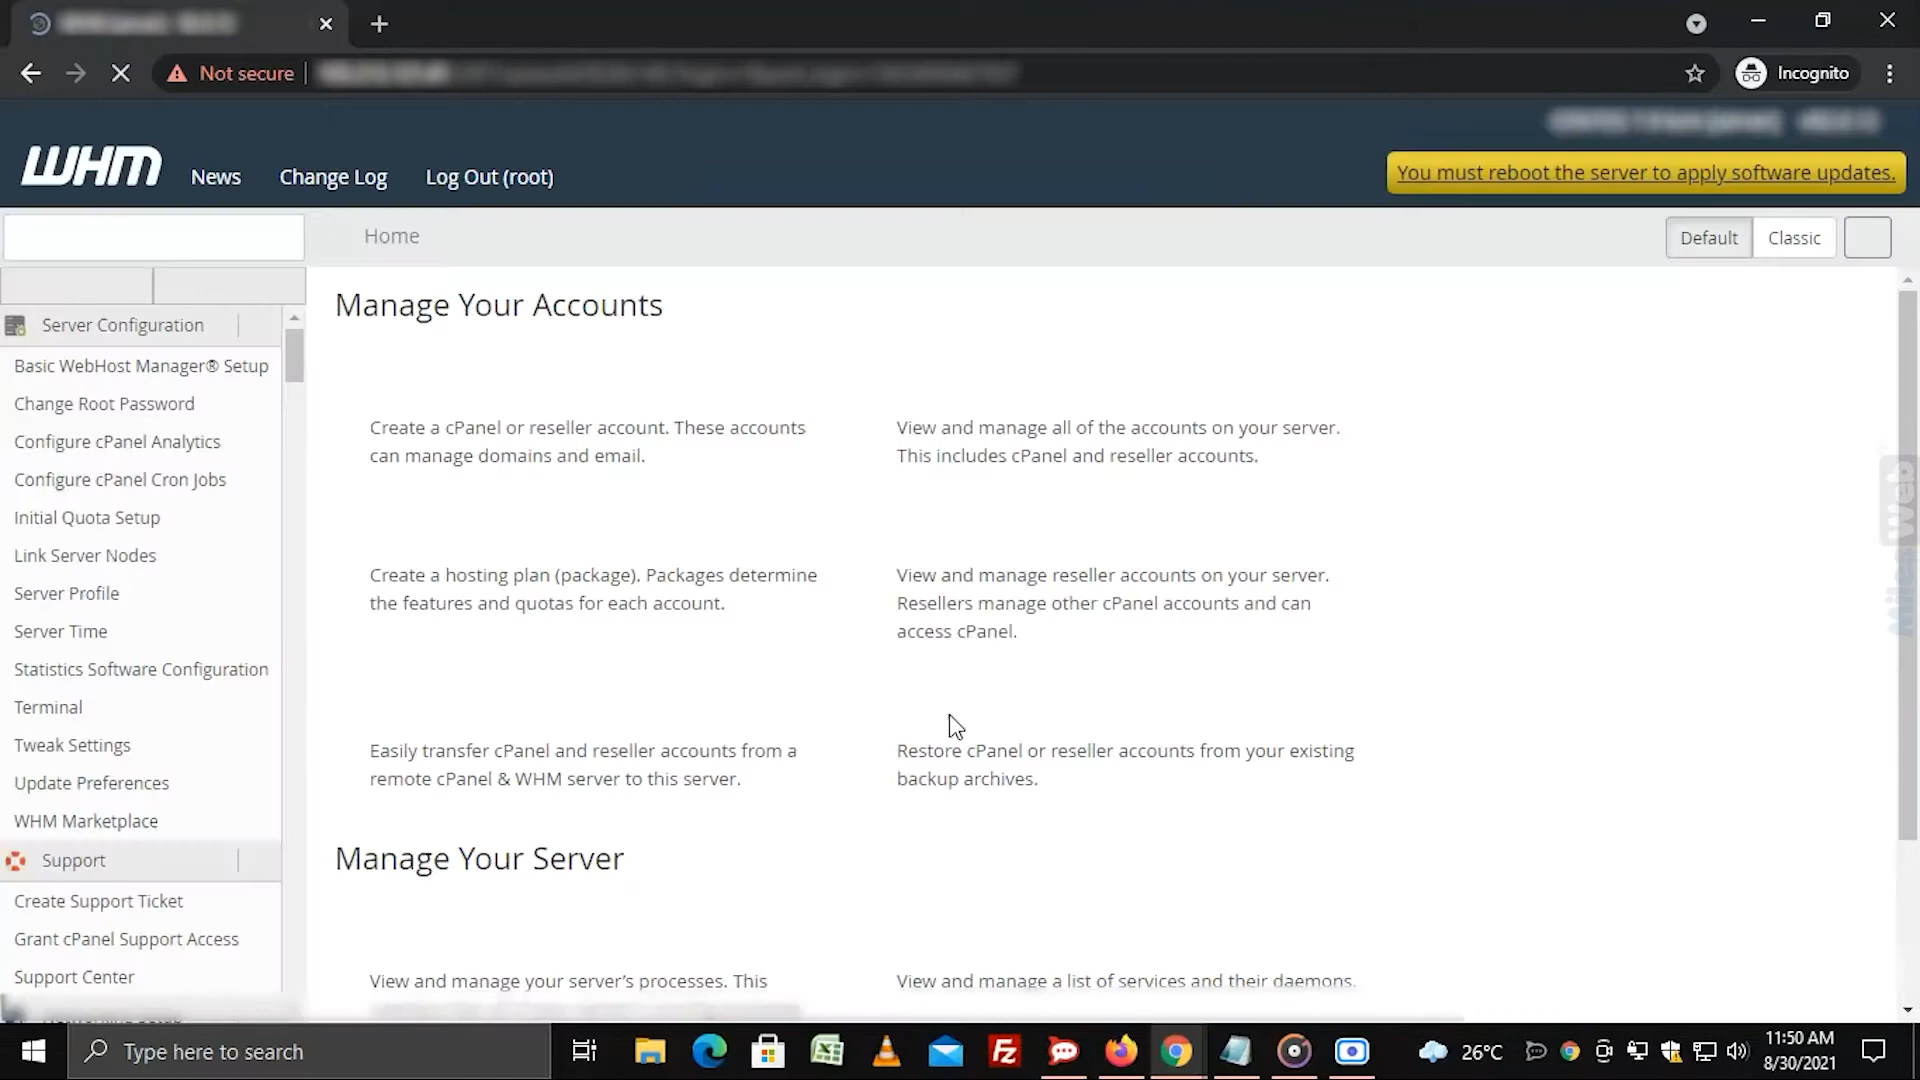 Not secure
Incognito
WHM
News
Change Log
Log Out (root)
You must reboot the server to apply software updates.
Home
Default
Classic
Server Configuration
Basic WebHost Manager® Setup
Change Root Password
Configure cPanel Analytics
Configure cPanel Cron Jobs
Initial Quota Setup
Link Server Nodes
Server Profile
Server Time
Statistics Software Configuration
Terminal
Tweak Settings
Update Preferences
WHM Marketplace
Support
Create Support Ticket
Grant cPanel Support Access
Support Center
Manage Your Accounts
Create a cPanel or reseller account. These accounts
can manage domains and email.
View and manage all of the accounts on your server.
This includes cPanel and reseller accounts.
Create a hosting plan (package). Packages determine
the features and quotas for each account.
View and manage reseller accounts on your server.
Resellers manage other cPanel accounts and can
access cPanel.
Easily transfer cPanel and reseller accounts from a
remote cPanel & WHM server to this server.
Restore cPanel or reseller accounts from your existing
backup archives.
Manage Your Server
View and manage your server's processes. This
View and manage a list of services and their daemons.
MilesWeb
Type here to search
26°C
11:50 AM
8/30/2021